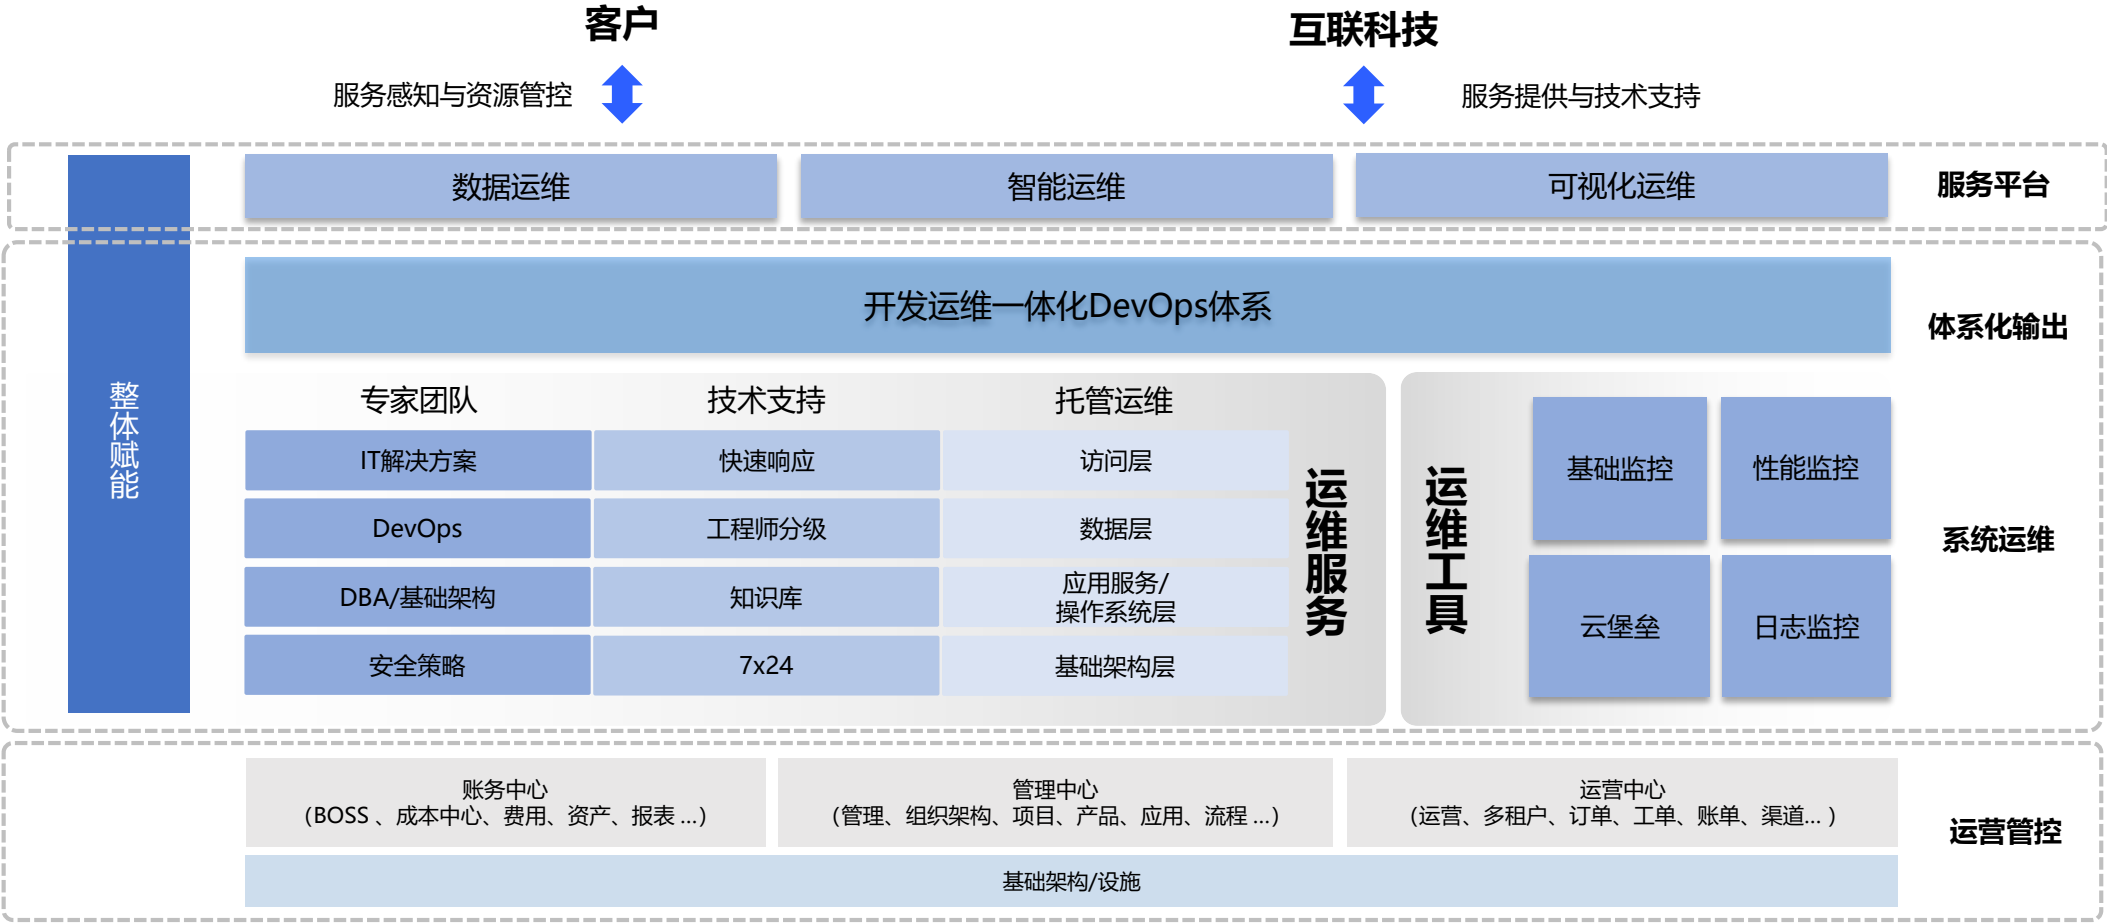 客户
互联科技
服务感知与资源管控
服务提供与技术支持
数据运维
智能运维
可视化运维
服务平台
开发运维一体化DevOps体系
体系化输出
整体赋能
专家团队
技术支持
托管运维
IT解决方案
快速响应
访问层
DevOps
工程师分级
数据层
DBA/基础架构
知识库
应用服务/
操作系统层
安全策略
7x24
基础架构层
运维服务
运维工具
基础监控
性能监控
云堡垒
日志监控
系统运维
账务中心
（BOSS 、成本中心、费用、资产、报表 ...）
管理中心
（管理、组织架构、项目、产品、应用、流程 ...）
运营中心
（运营、多租户、订单、工单、账单、渠道... ）
运营管控
基础架构/设施